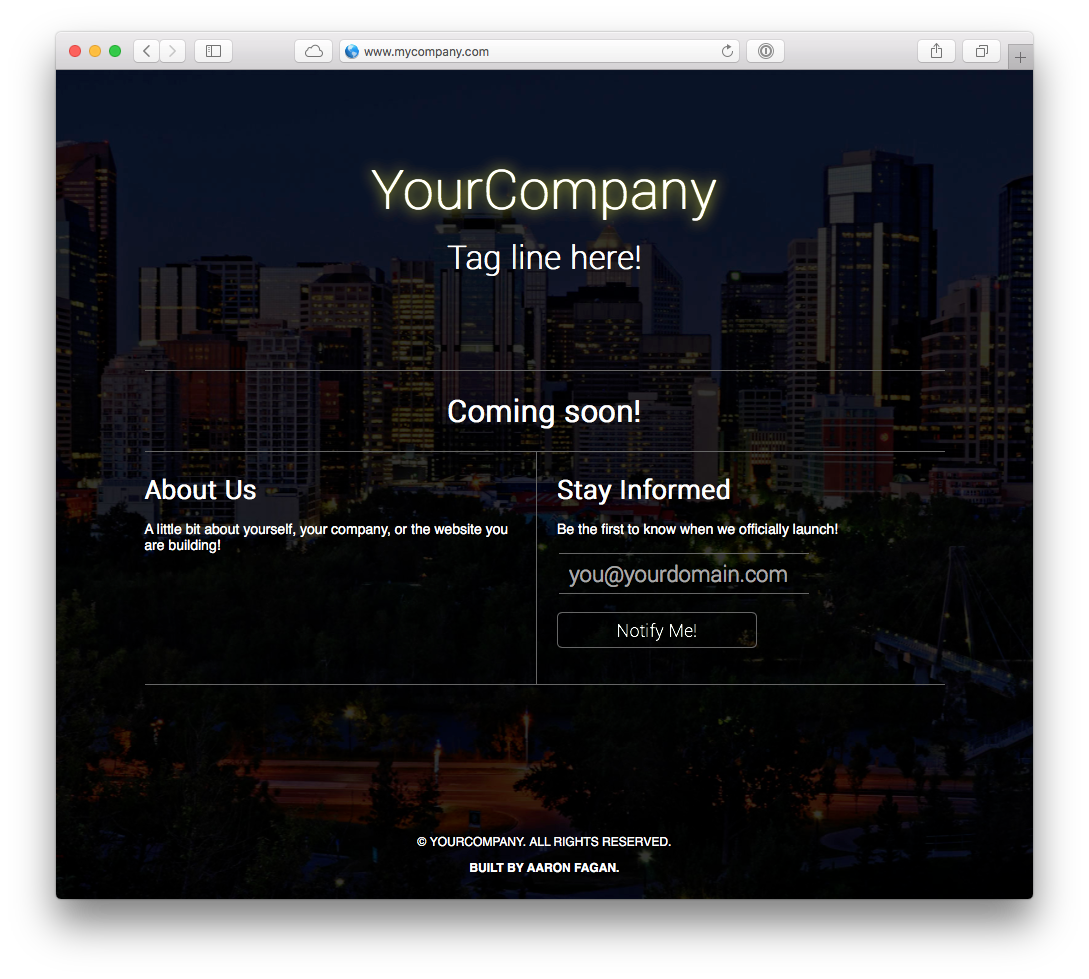 www.mycompany.com
YourCompany
Tag line here!
Coming soon!
About Us
A little bit about yourself, your company, or the website you
are building!
Stay Informed
Be the first to know when we officially launch!
you@yourdomain.com
Notify Me!
© YOURCOMPANY. ALL RIGHTS RESERVED.
BUILT BY AARON FAGAN.